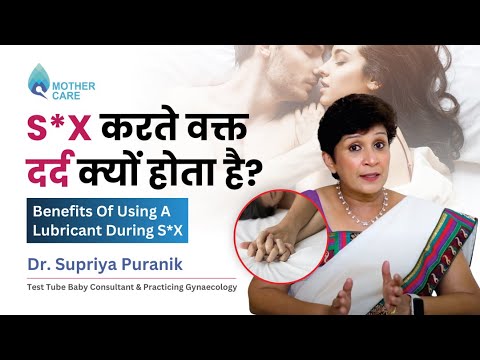 MOTHER
CARE
S*X करते वक्त
दर्द क्यों होता है?
Benefits Of Using A
Lubricant During S*X
Dr. Supriya Puranik
Test Tube Baby Consultant & Practicing Gynaecology